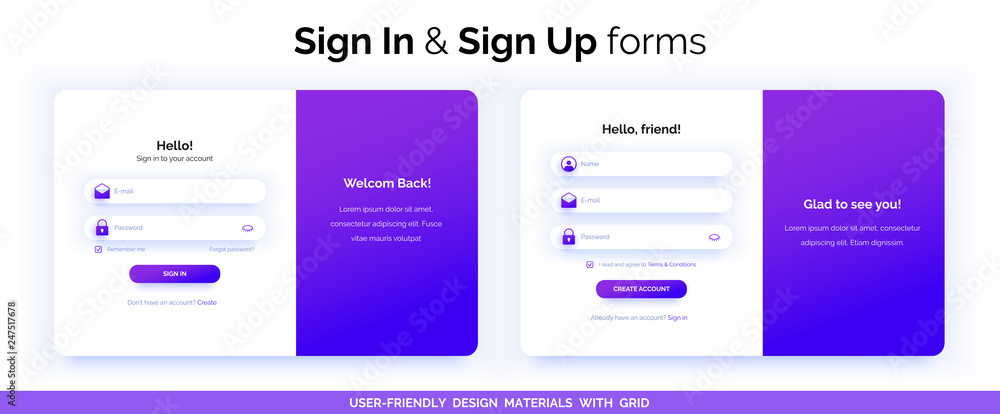 Sign In & Sign Up forms
Hello!
Sign in to your account
E-mail
Password
Remember me
Forgot password?
SIGN IN
Don't have an account? Create
Welcom Back!
Lorem ipsum dolor sit amet,
consectetur adipiscing elit. Fusce
vitae mauris volutpat
Hello, friend!
Name
E-mail
Password
I read and agree to Terms & Conditions
CREATE ACCOUNT
Already have an account? Sign in
Glad to see you!
Lorem ipsum dolor sit amet, consectetur
adipiscing elit. Etiam dignissim.
USER-FRIENDLY DESIGN MATERIALS WITH GRID
Adobe Stock | 247517678
Adobe Stock